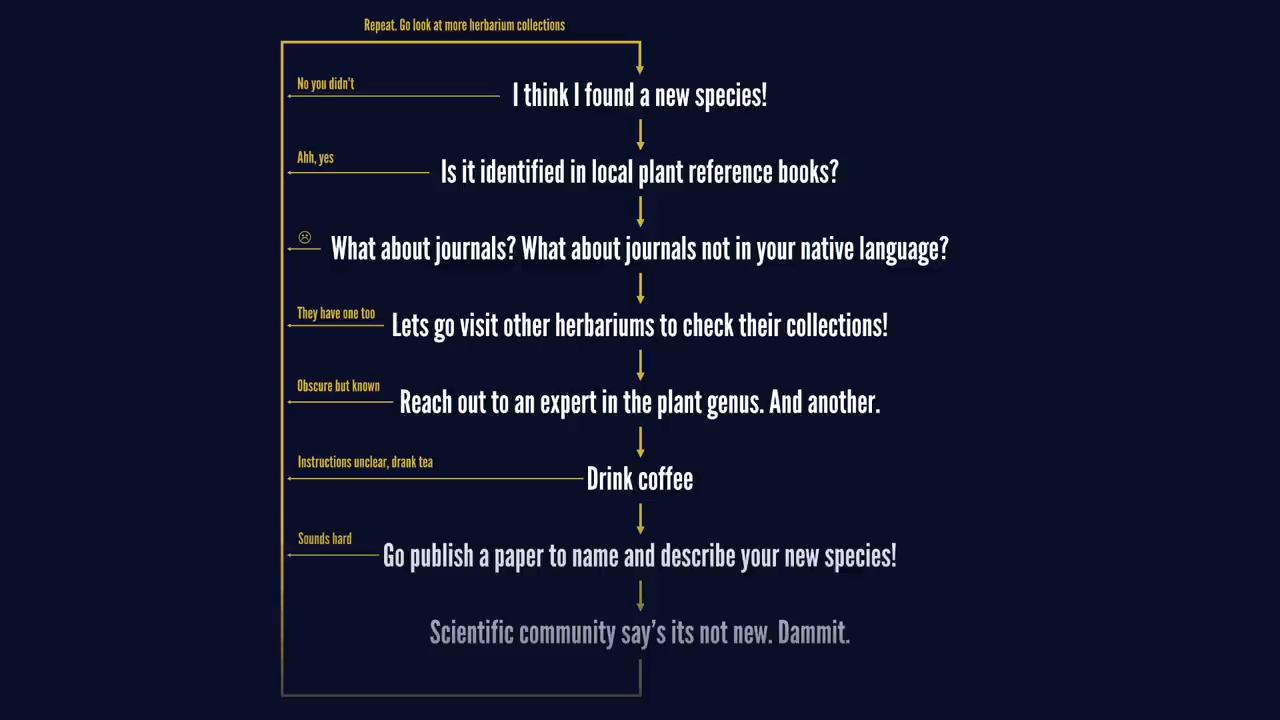 Repeat. Go look at more herbarium collections
No you didn't
I think I found a new species!
Ahh, yes
Is it identified in local plant reference books?
☹
What about journals? What about journals not in your native language?
They have one too
Lets go visit other herbariums to check their collections!
Obscure but known
Reach out to an expert in the plant genus. And another.
Instructions unclear, drank tea
Drink coffee
Sounds hard
Go publish a paper to name and describe your new species!
Scientific community say's its not new. Dammit.